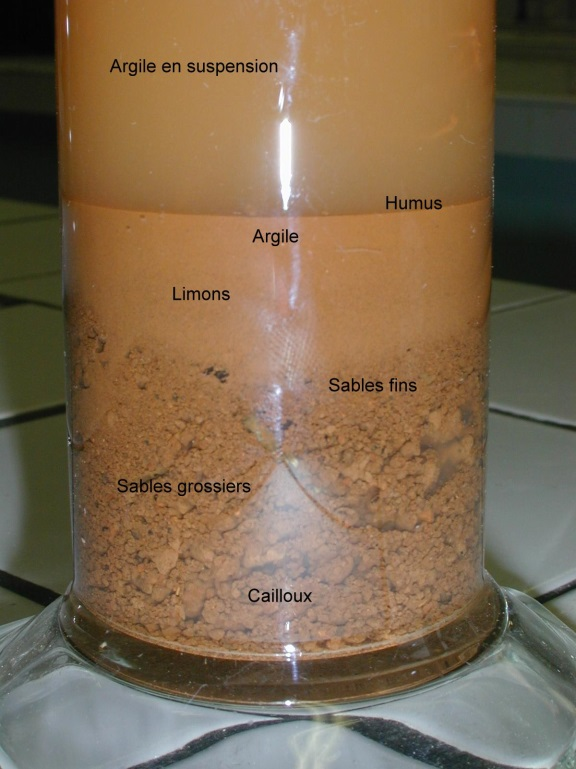 Argile en suspension
Humus
Argile
Limons
Sables fins
Sables grossiers
Cailloux